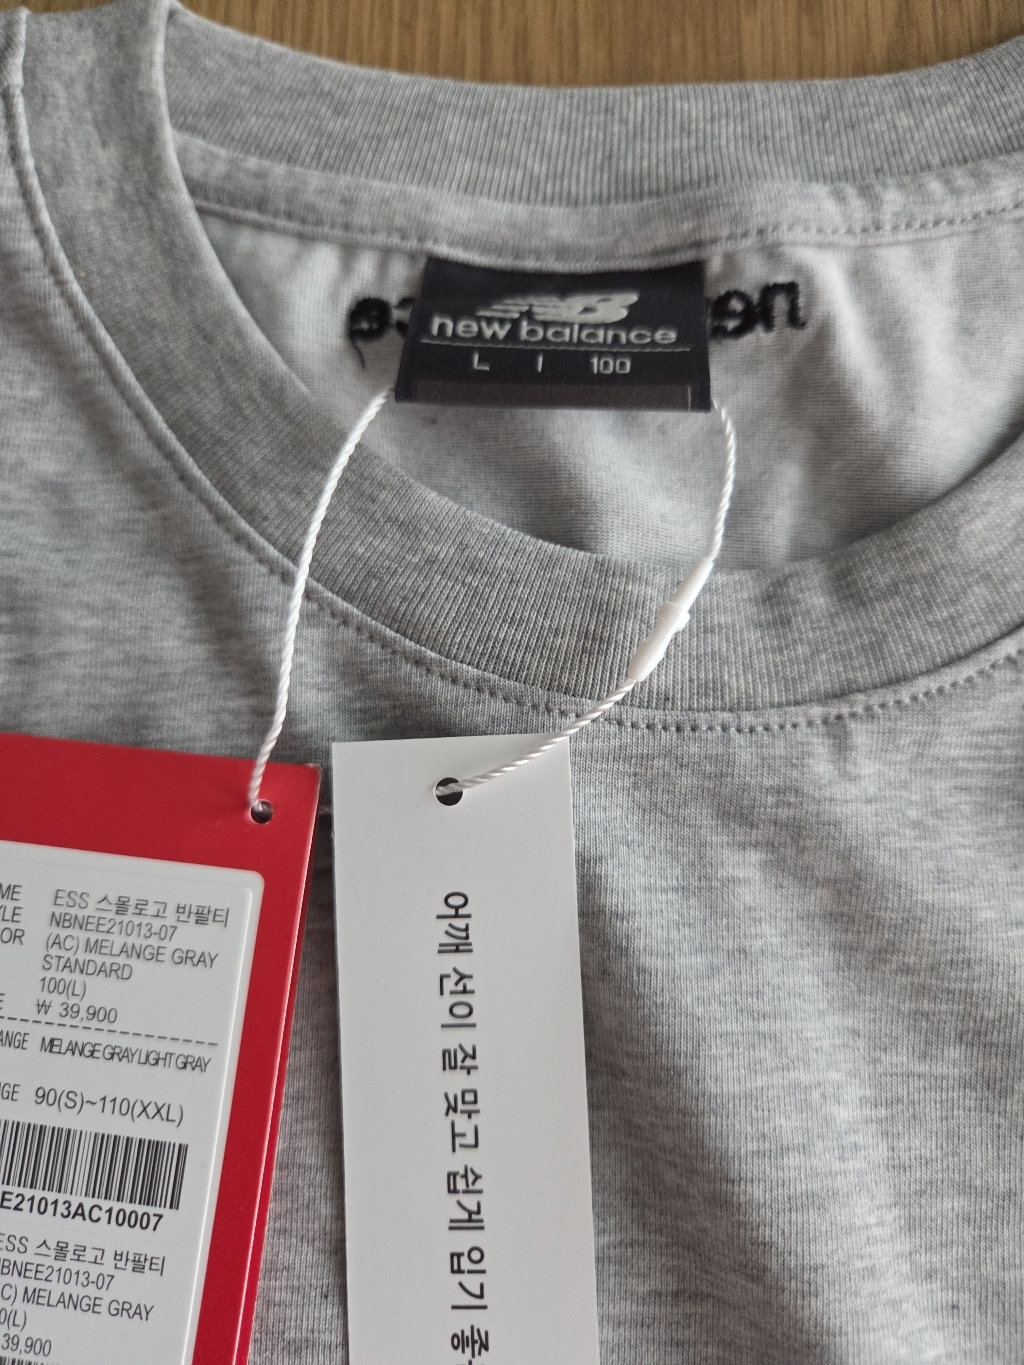 new balance
L | 100
ESS 스몰로고 반팔티
NBNEE21013-07
(AC) MELANGE GRAY
STANDARD
100(L)
₩ 39,900
MELANGE GRAY LIGHT GRAY
90(S)~110(XXL)
E21013AC10007
ESS 스몰로고 반팔티
NBNEE21013-07
C) MELANGE GRAY
0(L)
39,900
어깨 선이 잘 맞고 쉽게 입기 좋